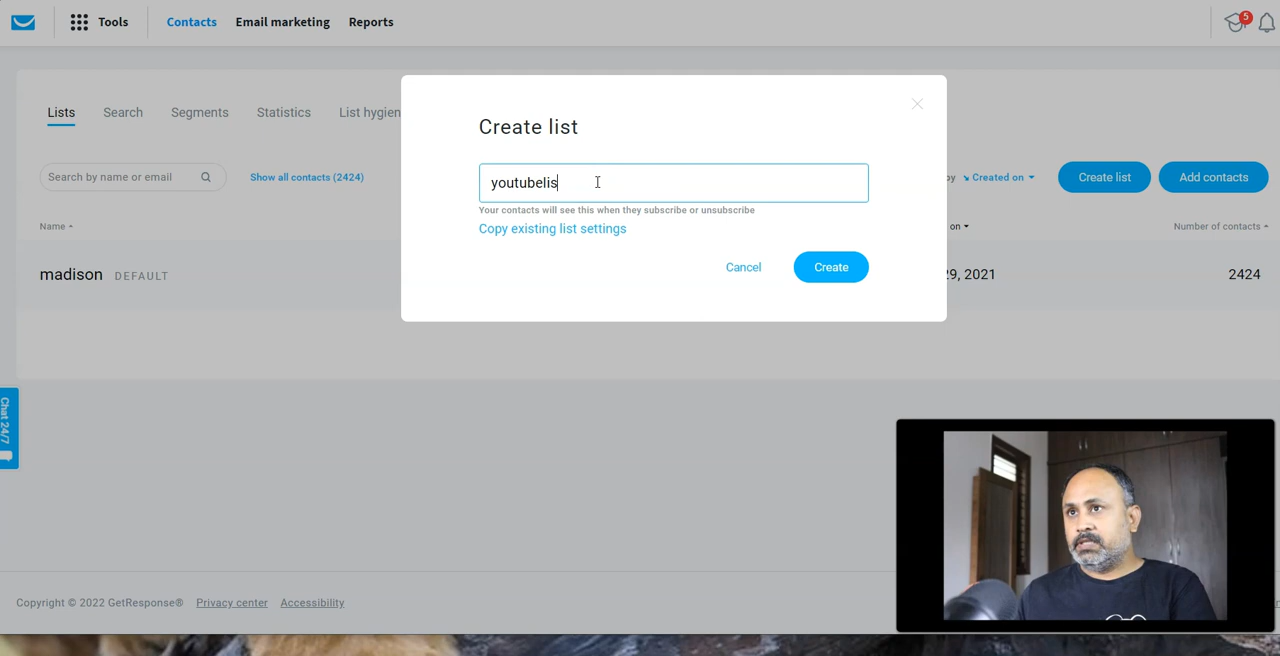 Tools Contacts Email marketing Reports 5
Create list
Lists Search Segments Statistics List hygien
Search by name or email Show all contacts (2424) youtubelis Created on Create list Add contacts
Your contacts will see this when they subscribe or unsubscribe
Copy existing list settings
Name on Number of contacts
Cancel Create
madison DEFAULT 29, 2021 2424
Chat 24/7
Copyright © 2022 GetResponse® Privacy center Accessibility